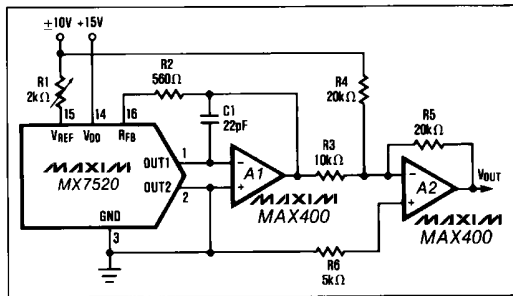 ±10V +15V
R1
2kΩ
15
14
16
R2
560Ω
C1
22pF
R4
20kΩ
R5
20kΩ
VREF
VDD
RFB
MAXIM
MX7520
OUT1
1
OUT2
2
GND
3
A1
MAXIM
MAX400
R3
10kΩ
A2
VOUT
MAXIM
MAX400
R6
5kΩ